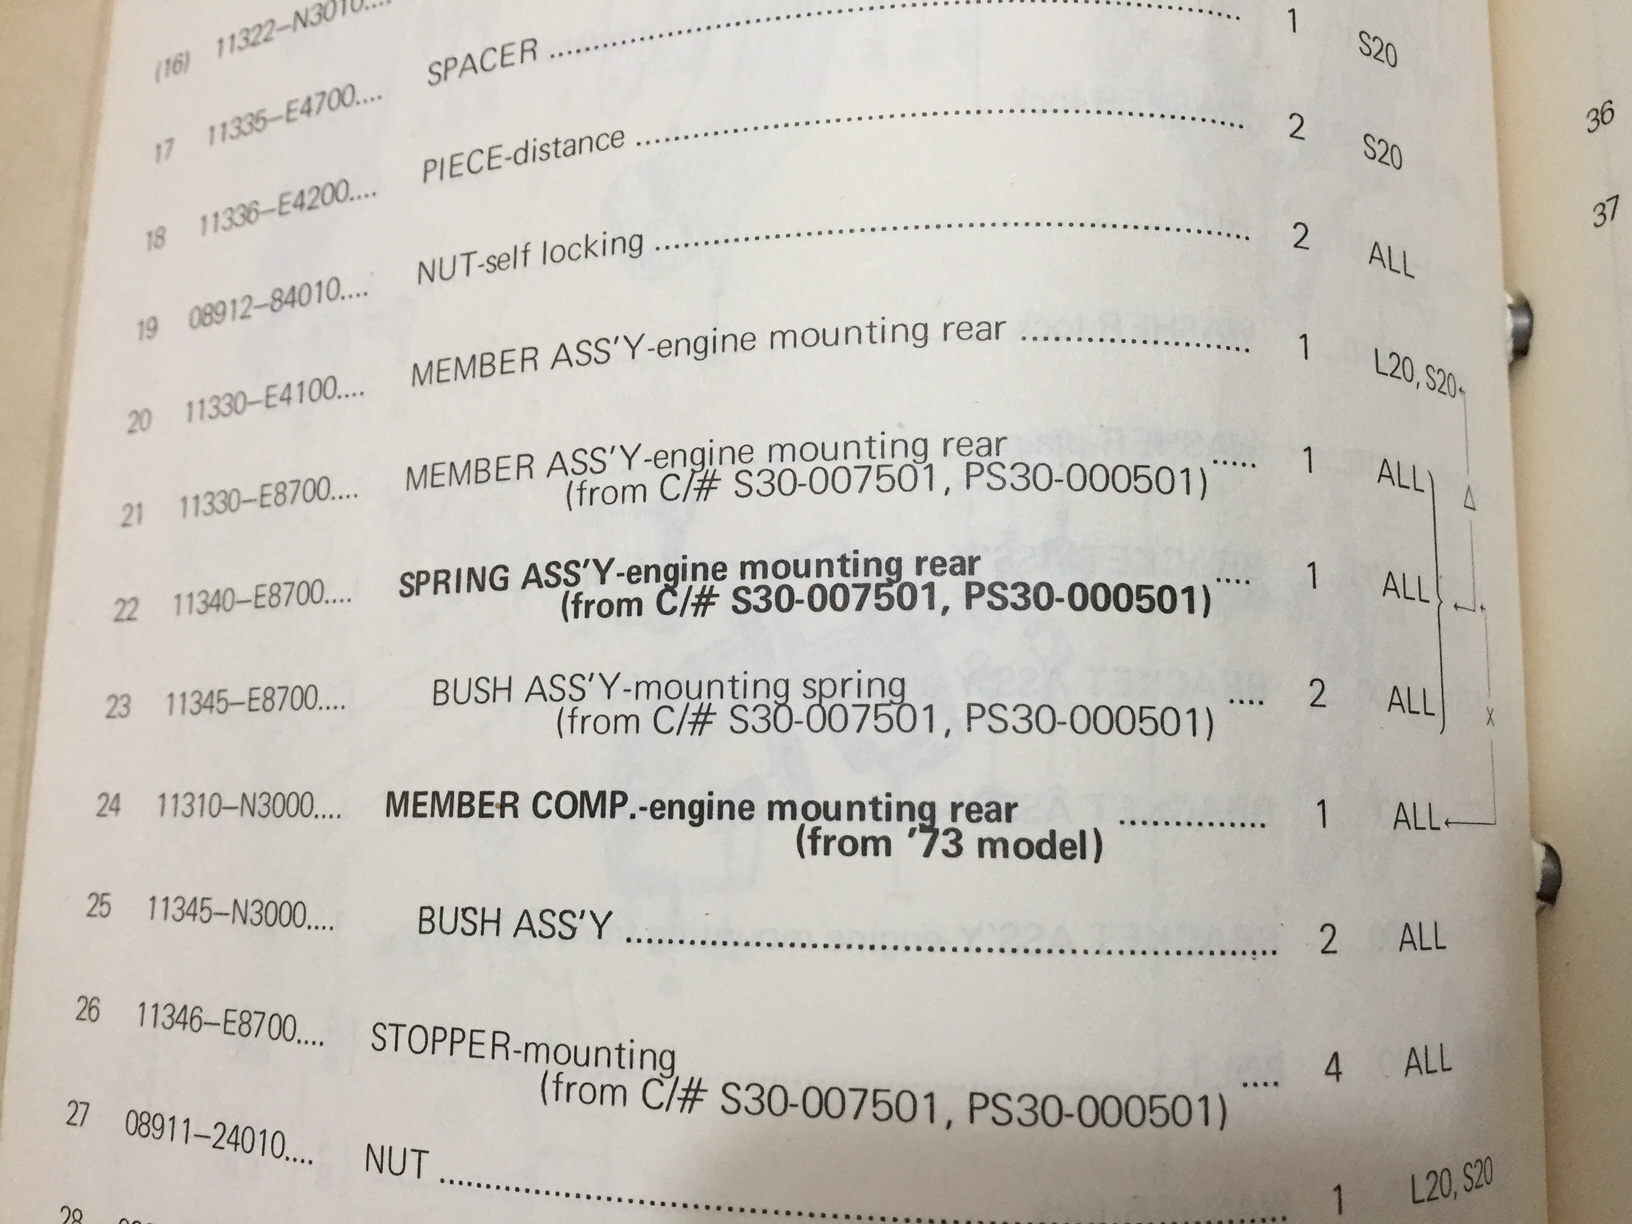 (16) 11322–N3010....
1
S20
17 11335–E4700.... SPACER .......... 2 S20
18 11336–E4200.... PIECE-distance .......... 2 ALL
19 08912–84010.... NUT-self locking .......... 1 L20, S20
20 11330–E4100.... MEMBER ASS'Y-engine mounting rear .......... 1 ALL
21 11330–E8700.... MEMBER ASS'Y-engine mounting rear ..... 1 ALL
(from C/# S30-007501, PS30-000501)
Δ
22 11340–E8700.... SPRING ASS'Y-engine mounting rear .... 1 ALL
(from C/# S30-007501, PS30-000501)
23 11345–E8700.... BUSH ASS'Y-mounting spring .... 2 ALL
(from C/# S30-007501, PS30-000501)
X
24 11310–N3000.... MEMBER COMP.-engine mounting rear .......... 1 ALL
(from '73 model)
25 11345–N3000.... BUSH ASS'Y .......... 2 ALL
26 11346–E8700.... STOPPER-mounting .... 4 ALL
(from C/# S30-007501, PS30-000501)
27 08911–24010.... NUT .......... 1 L20, S20
28
36
37